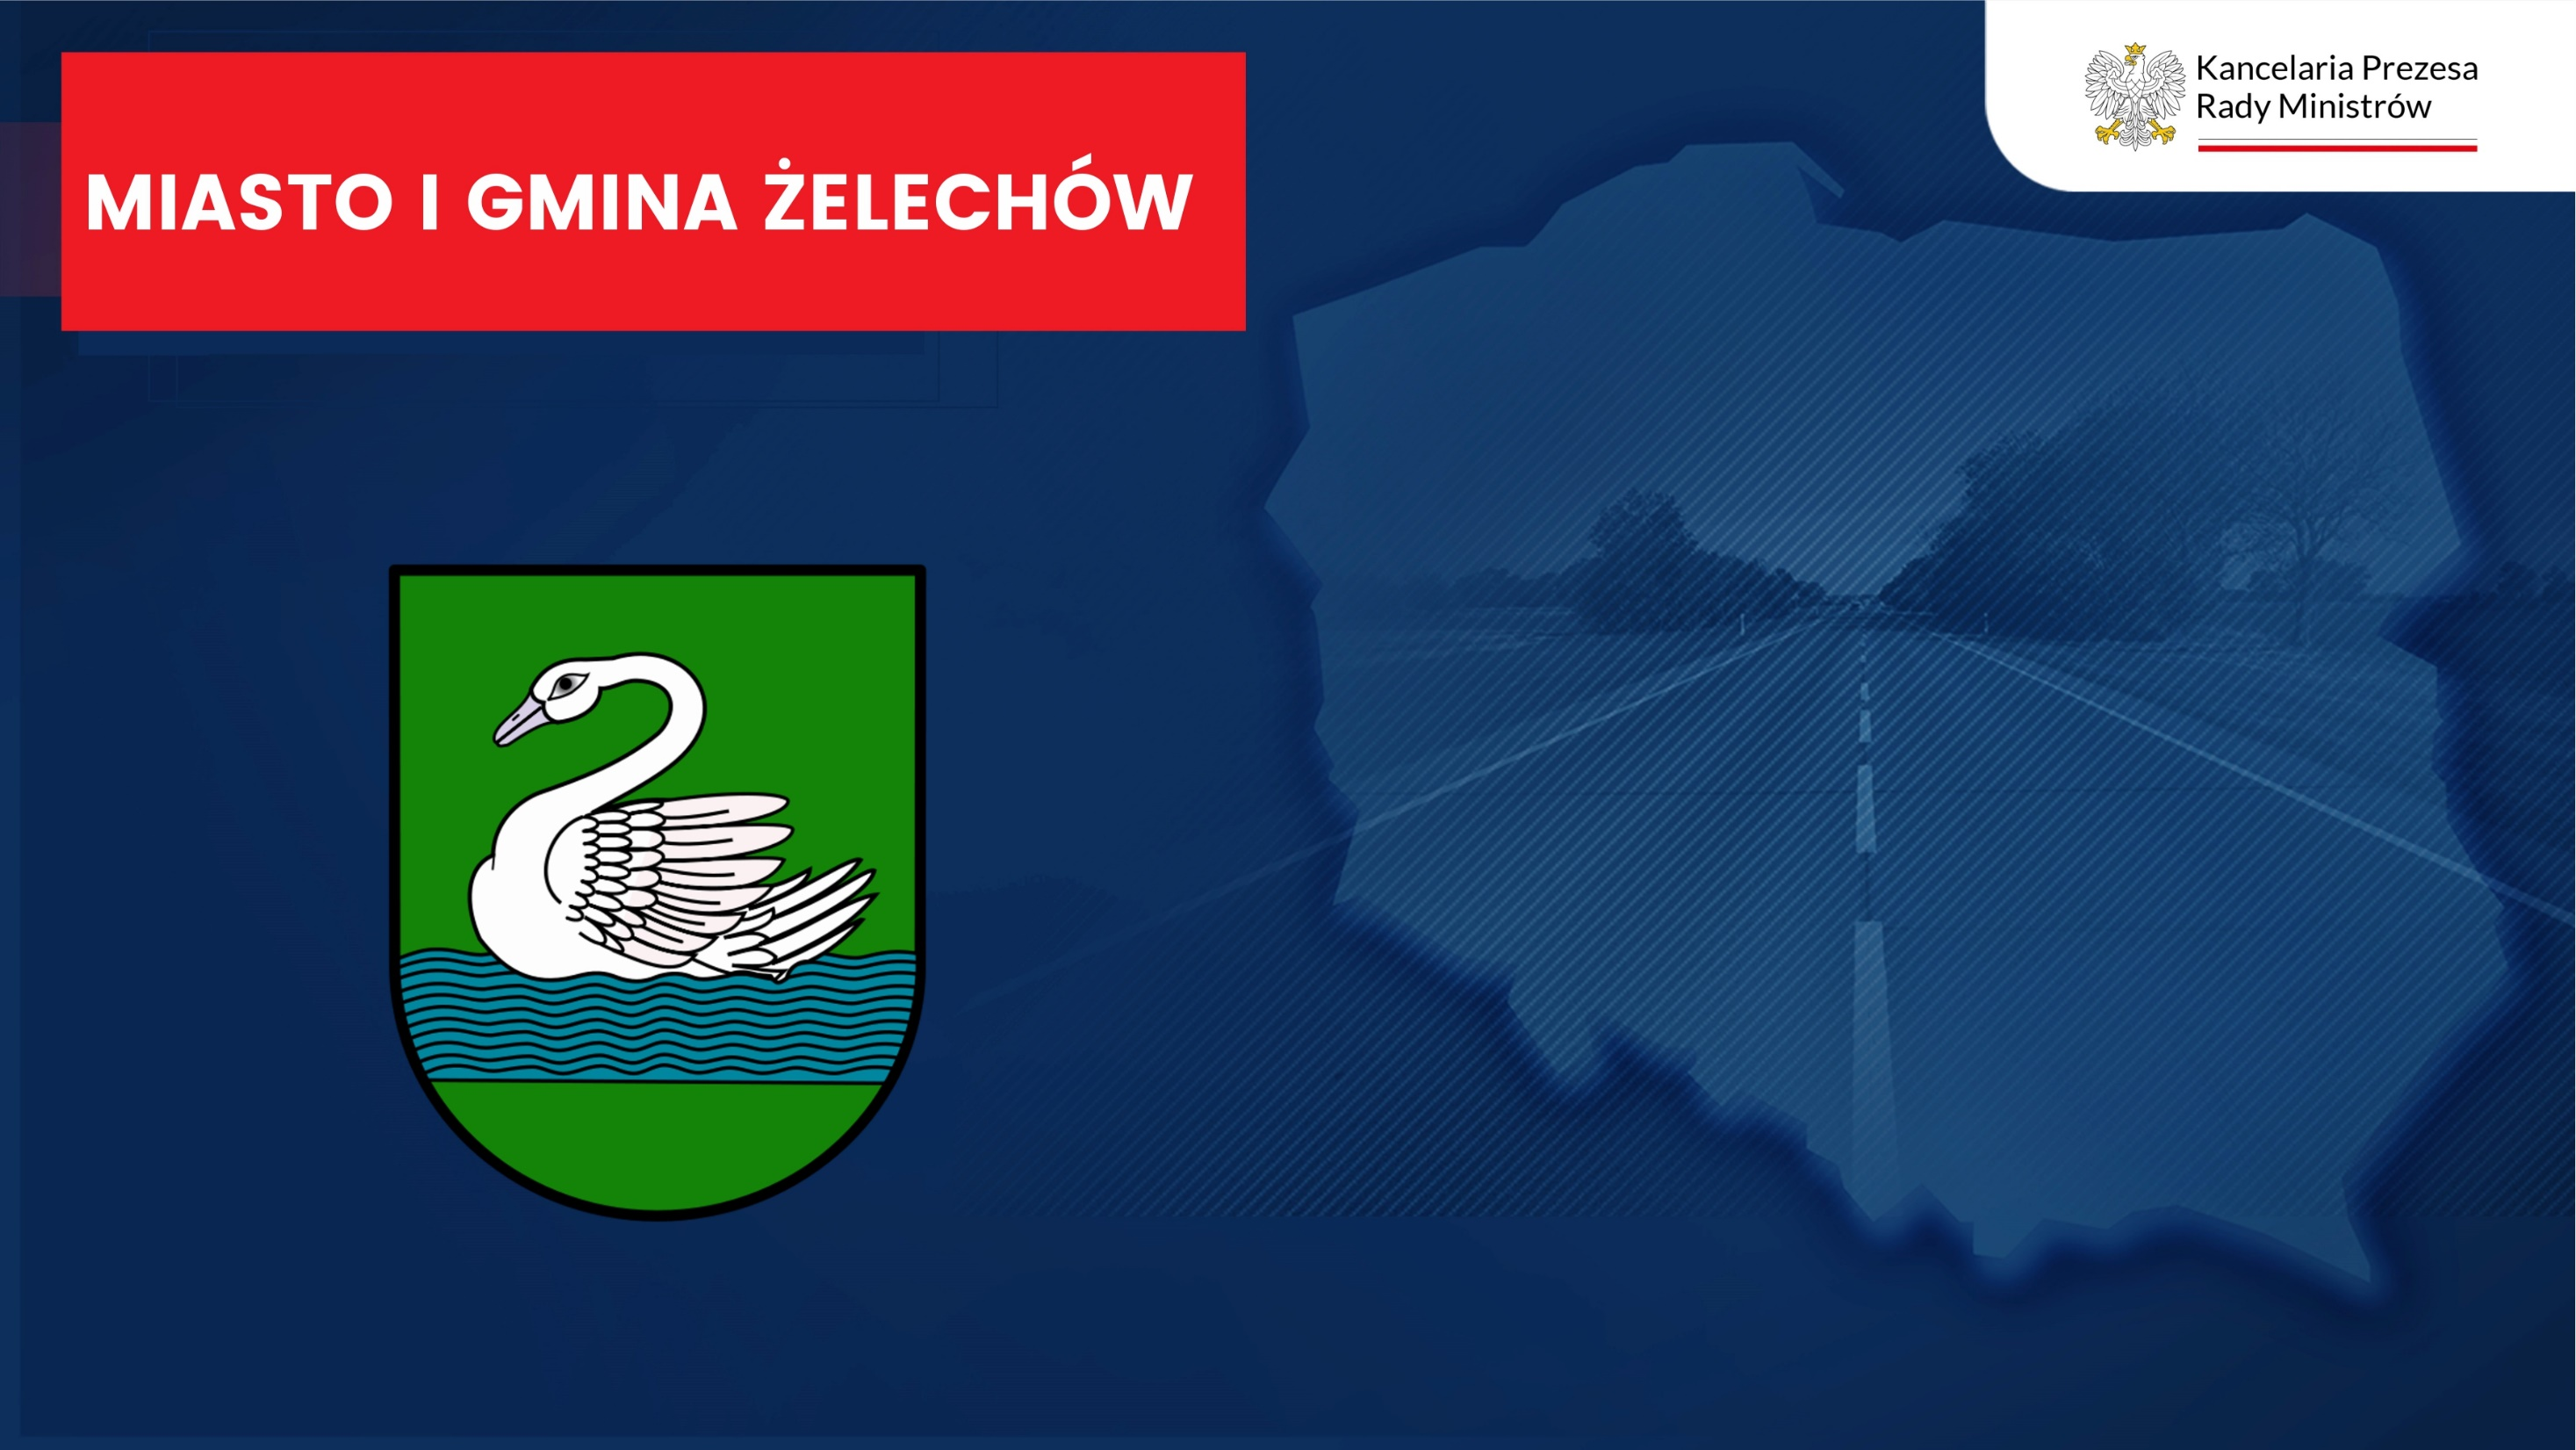 MIASTO I GMINA ŻELECHÓW
Kancelaria Prezesa
Rady Ministrów